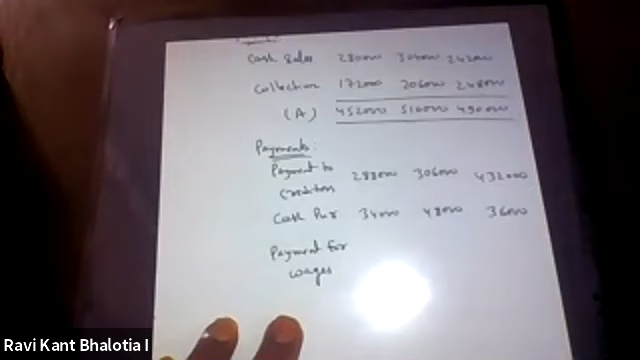 Cash Sales 280000 304000 242000
Collection 172000 206000 248000
(A) 452000 510000 490000
Payments:
Payment to
Creditors 288000 306000 432000
Cash Pur 34000 48000 36000
Payment for
wages
Ravi Kant Bhalotia I